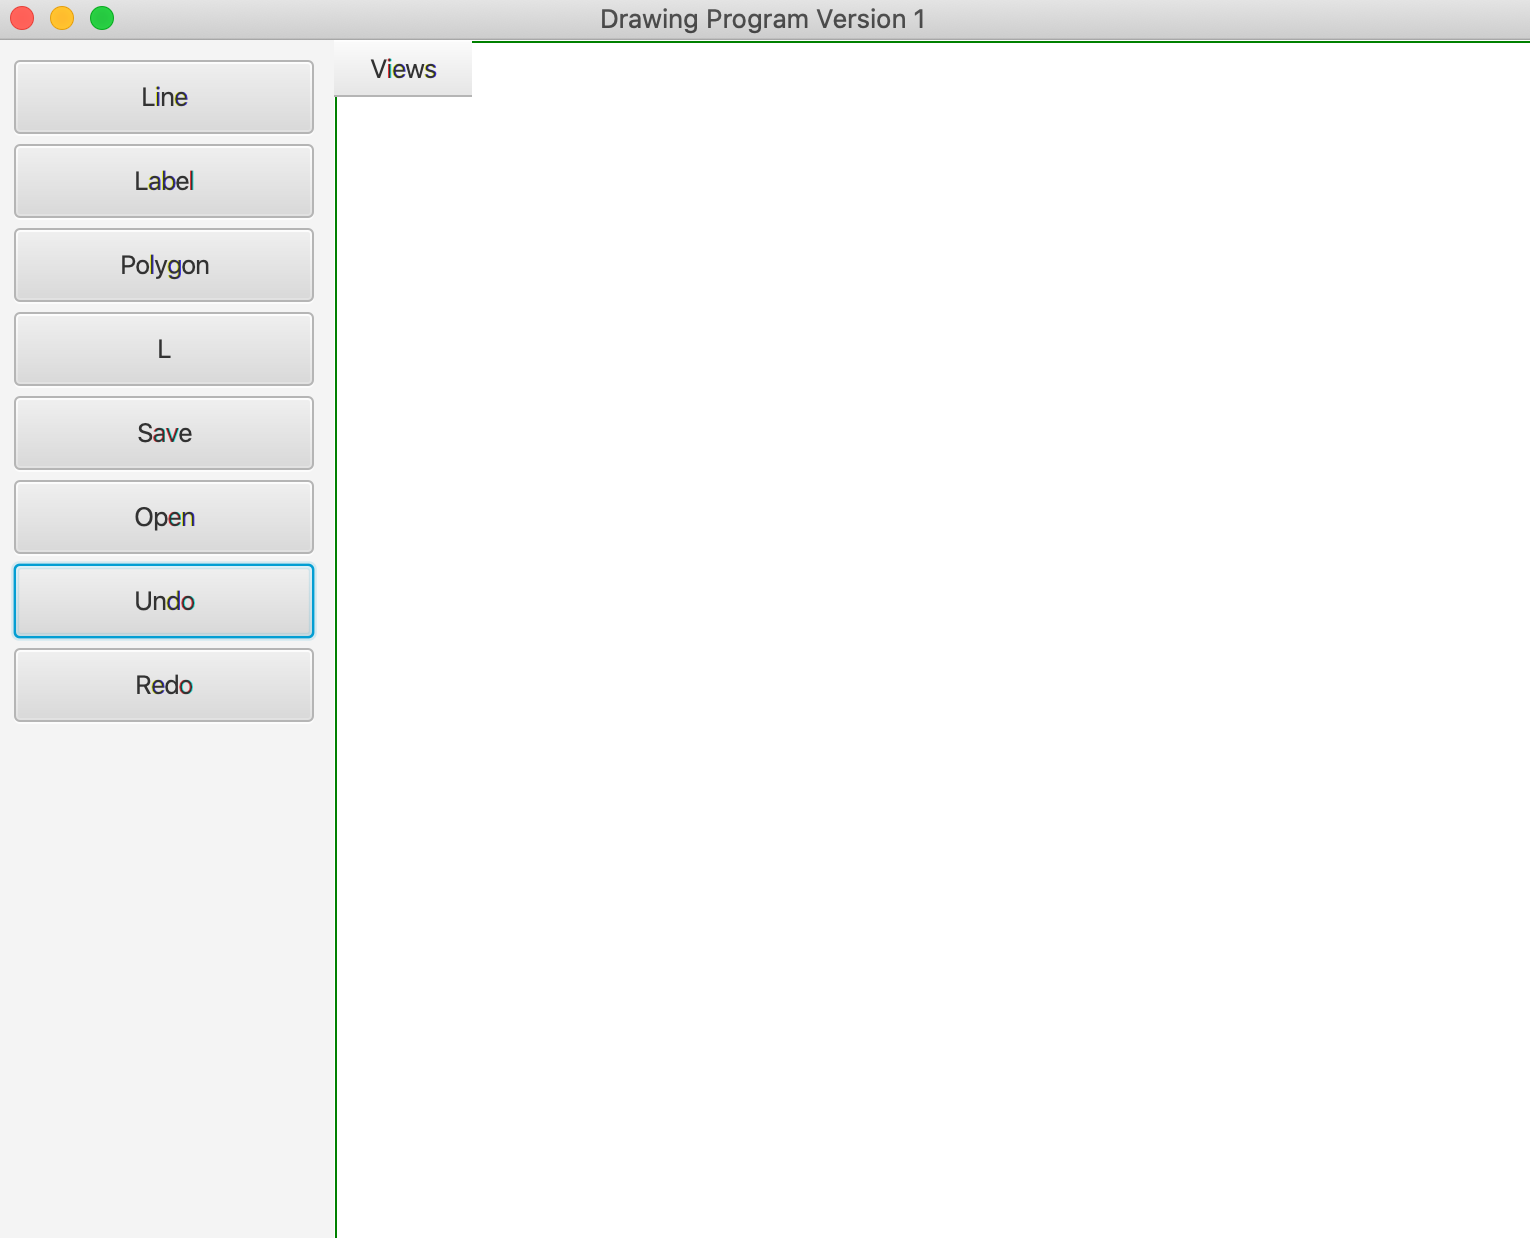 Drawing Program Version 1
Views
Line
Label
Polygon
L
Save
Open
Undo
Redo